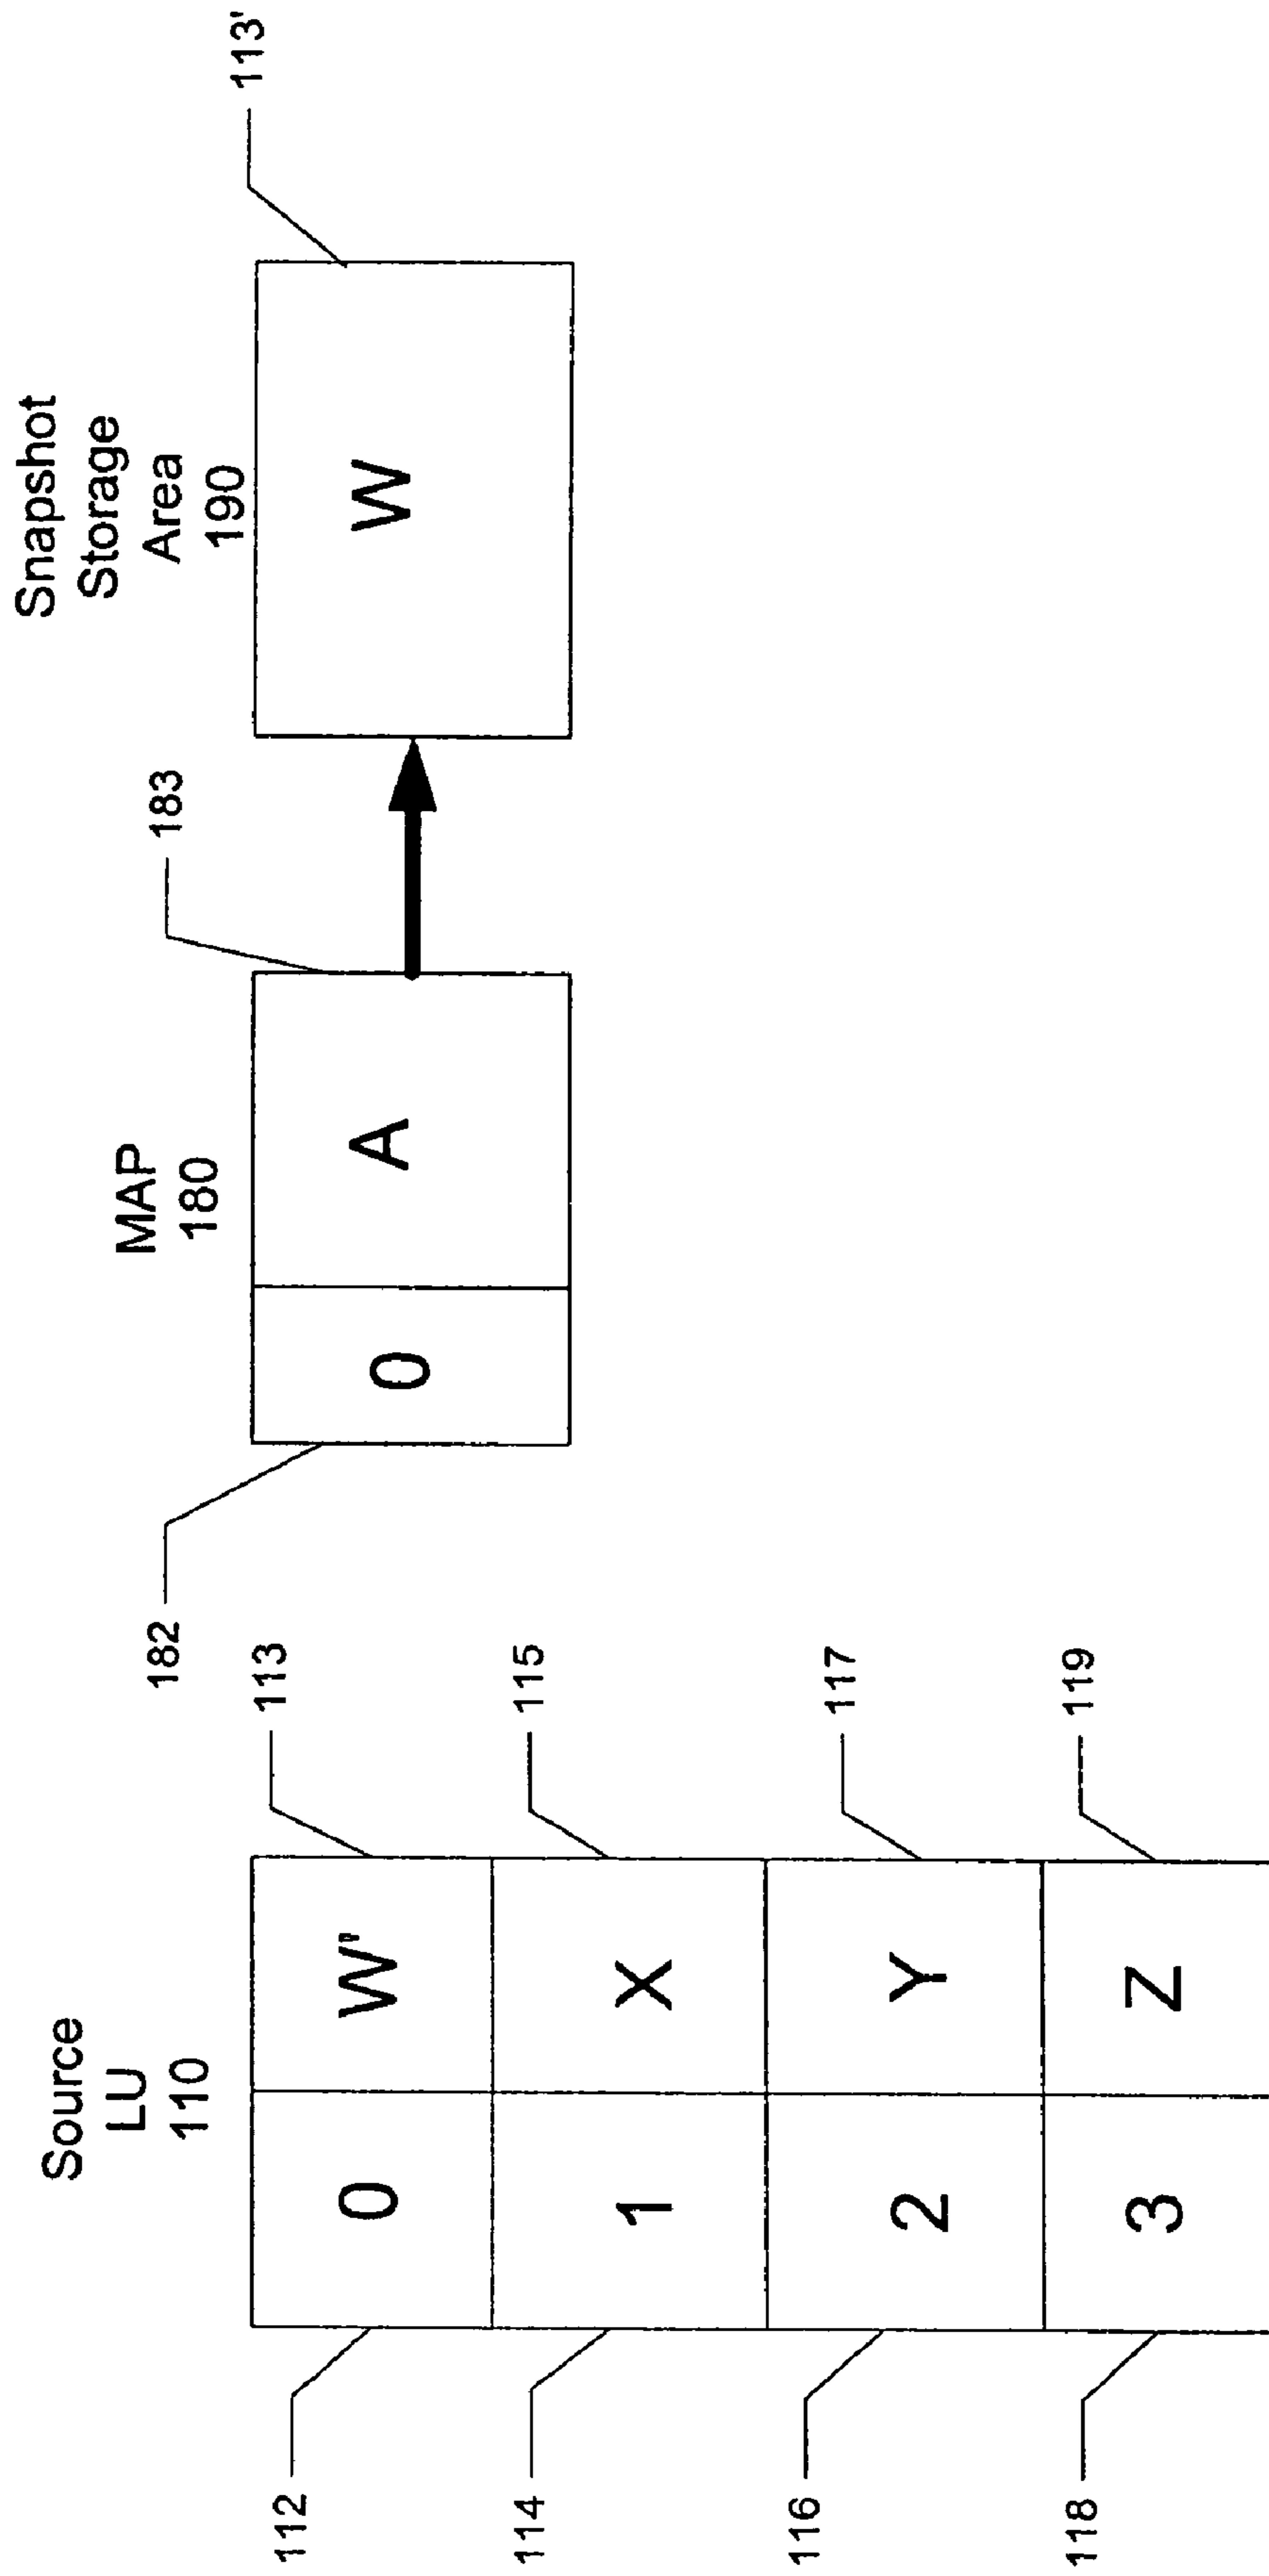 Source
LU
110
112
0
W'
113
114
1
X
115
116
2
Y
117
118
3
Z
119
MAP
180
182
0
A
183
Snapshot
Storage
Area
190
W
113'